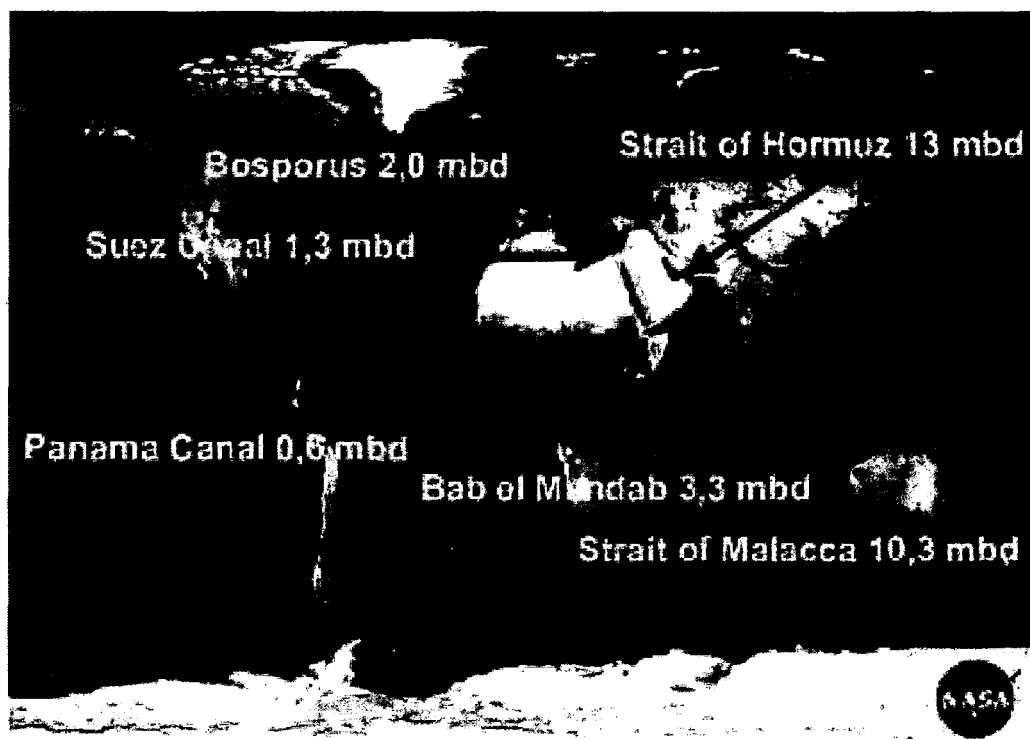 Bosporus 2,0 mbd
Strait of Hormuz 13 mbd
Suez Canal 1,3 mbd
Panama Canal 0,6 mbd
Bab el Mandab 3,3 mbd
Strait of Malacca 10,3 mbd
NASA